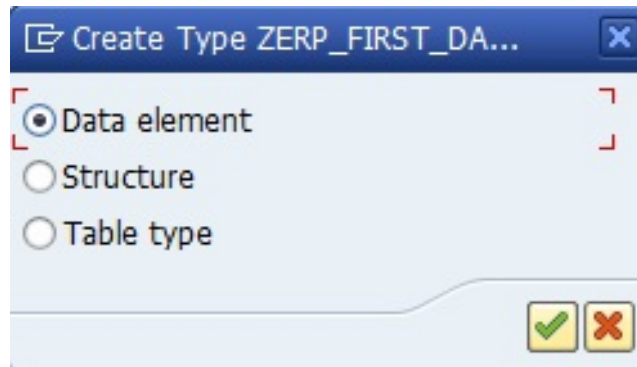 Create Type ZERP_FIRST_DA...
Data element
Structure
Table type